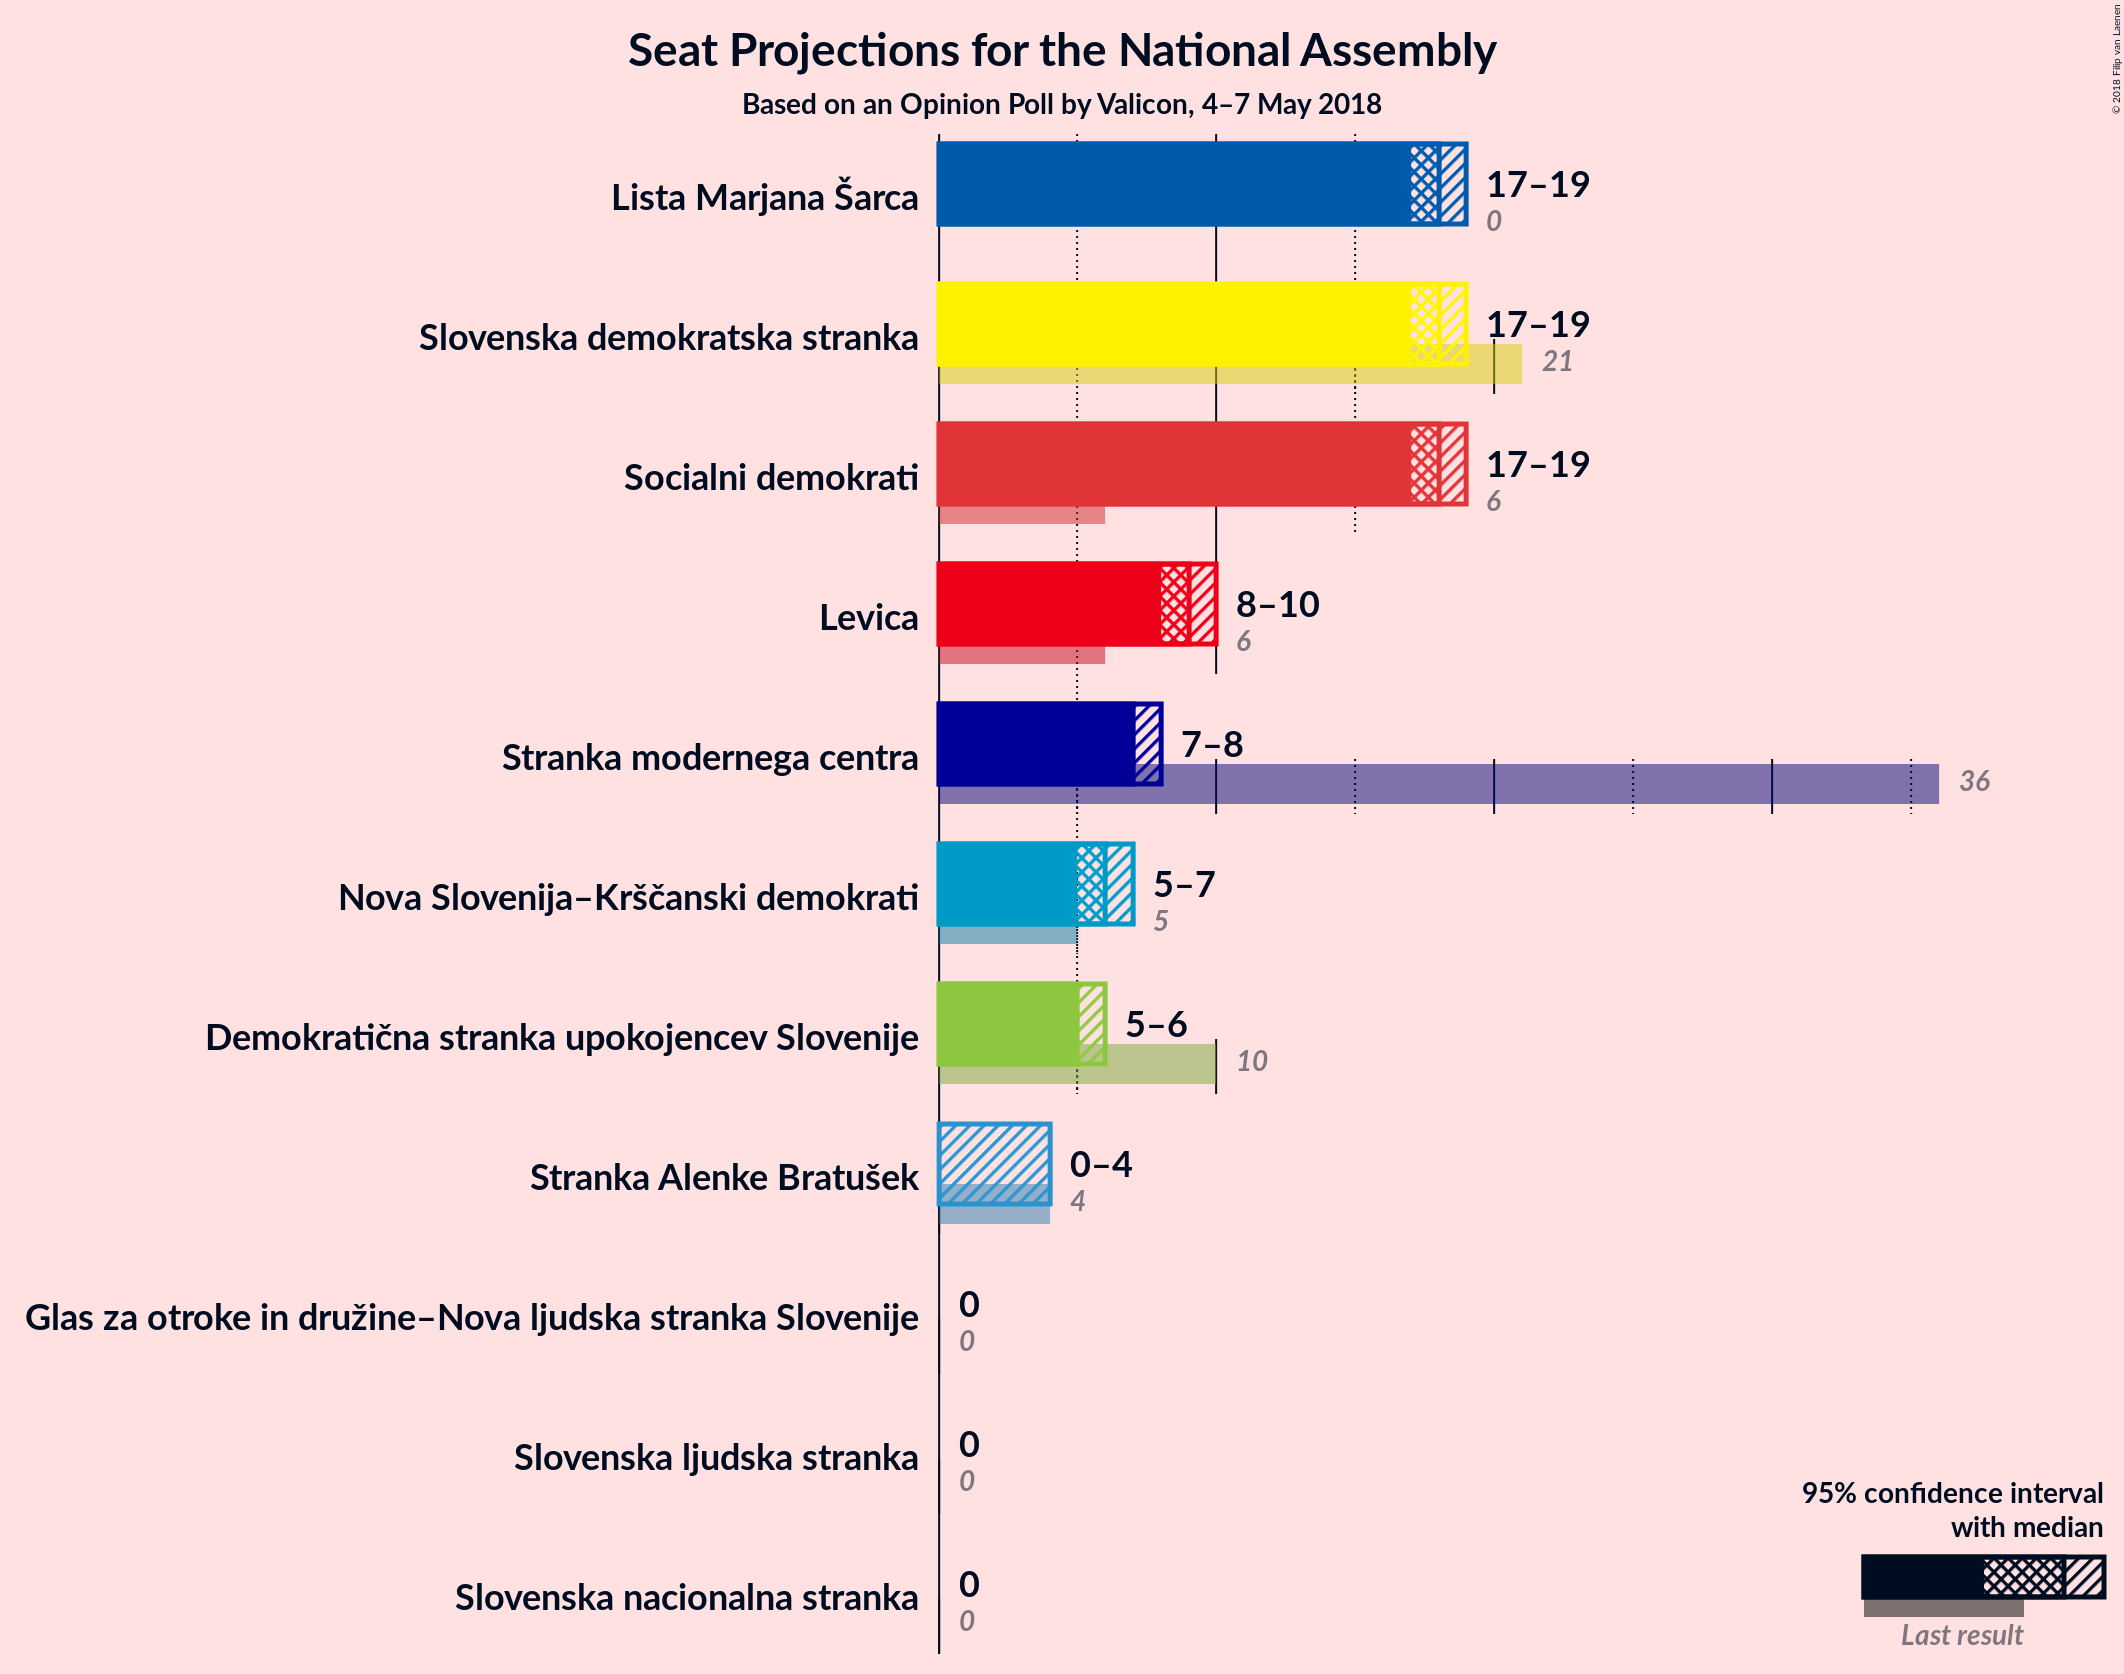 Seat Projections for the National Assembly
Based on an Opinion Poll by Valicon, 4–7 May 2018
© 2018 Filip van Laenen
Lista Marjana Šarca
17–19
0
Slovenska demokratska stranka
17–19
21
Socialni demokrati
17–19
6
Levica
8–10
6
Stranka modernega centra
7–8
36
Nova Slovenija–Krščanski demokrati
5–7
5
Demokratična stranka upokojencev Slovenije
5–6
10
Stranka Alenke Bratušek
0–4
4
Glas za otroke in družine–Nova ljudska stranka Slovenije
0
0
Slovenska ljudska stranka
0
0
Slovenska nacionalna stranka
0
0
95% confidence interval
with median
Last result